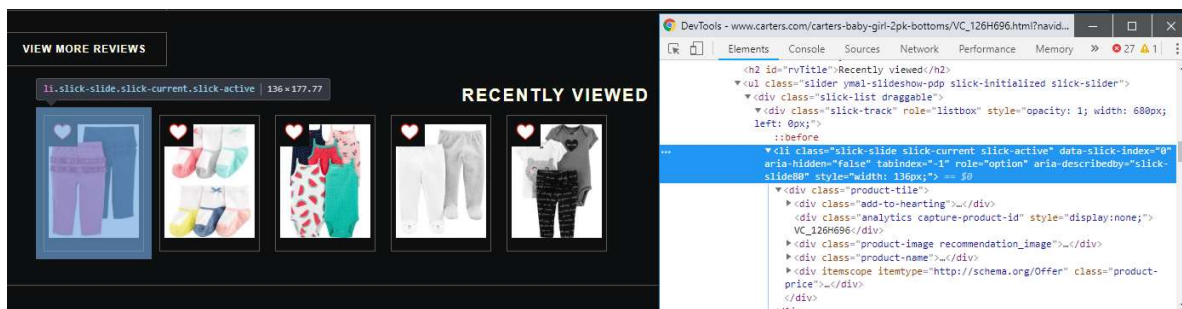 DevTools - www.carters.com/carters-baby-girl-2pk-bottoms/VC_126H696.html?navid...
Elements Console Sources Network Performance Memory » 27 1
VIEW MORE REVIEWS
li.slick-slide.slick-current.slick-active | 136 × 177.77
RECENTLY VIEWED
<h2 id="rvTitle">Recently viewed</h2>
▼<ul class="slider ymal-slideshow-pdp slick-initialized slick-slider">
▼<div class="slick-list draggable">
▼<div class="slick-track" role="listbox" style="opacity: 1; width: 680px;
left: 0px;">
::before
▼<li class="slick-slide slick-current slick-active" data-slick-index="0"
aria-hidden="false" tabindex="-1" role="option" aria-describedby="slick-
slide80" style="width: 136px;"> == $0
▼<div class="product-tile">
▶<div class="add-to-hearting">…</div>
<div class="analytics capture-product-id" style="display:none;">
VC_126H696</div>
▶<div class="product-image recommendation_image">…</div>
▶<div class="product-name">…</div>
▶<div itemscope itemtype="http://schema.org/Offer" class="product-
price">…</div>
</div>